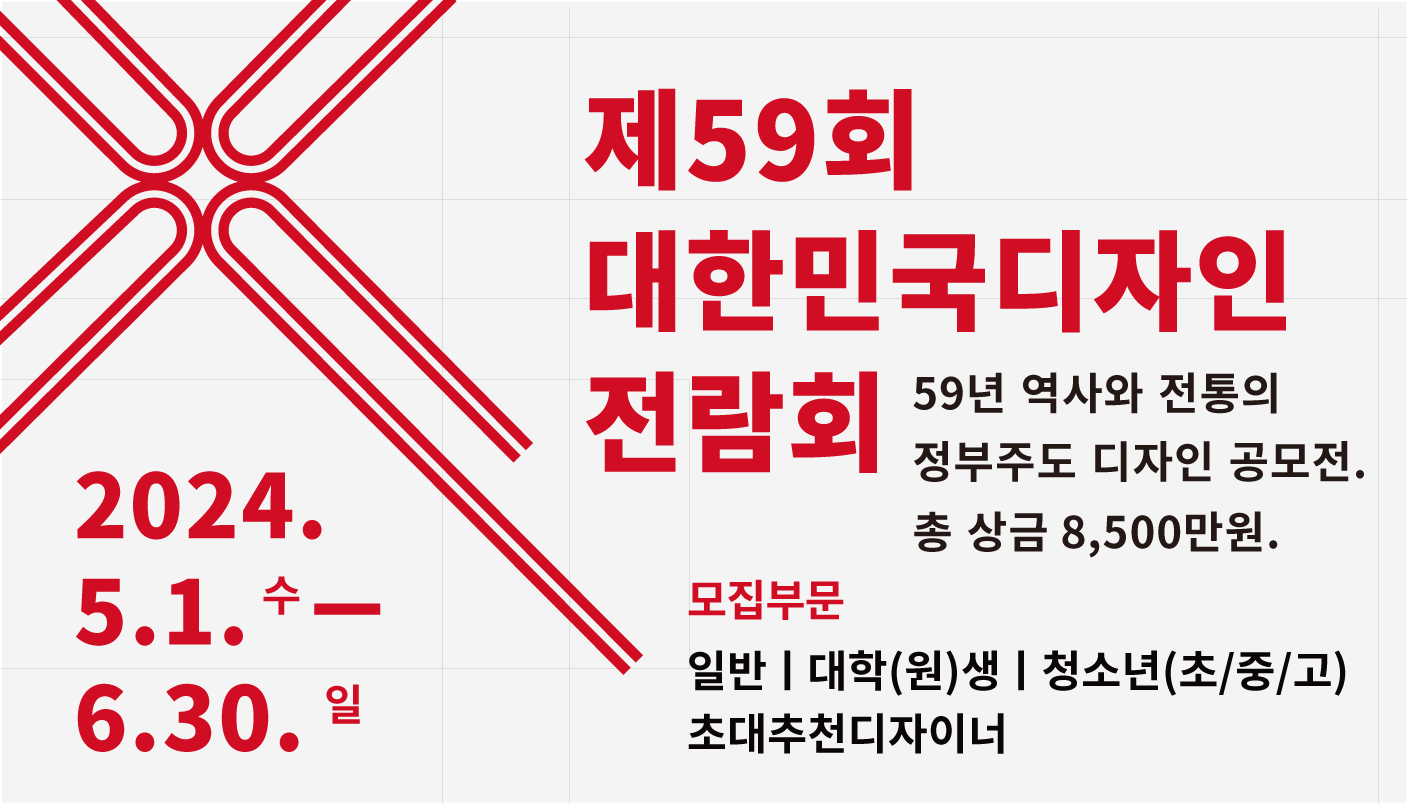 제59회
대한민국디자인
전람회
59년 역사와 전통의
정부주도 디자인 공모전.
총 상금 8,500만원.
2024.
5.1. 수 —
6.30. 일
모집부문
일반 | 대학(원)생 | 청소년(초/중/고)
초대추천디자이너